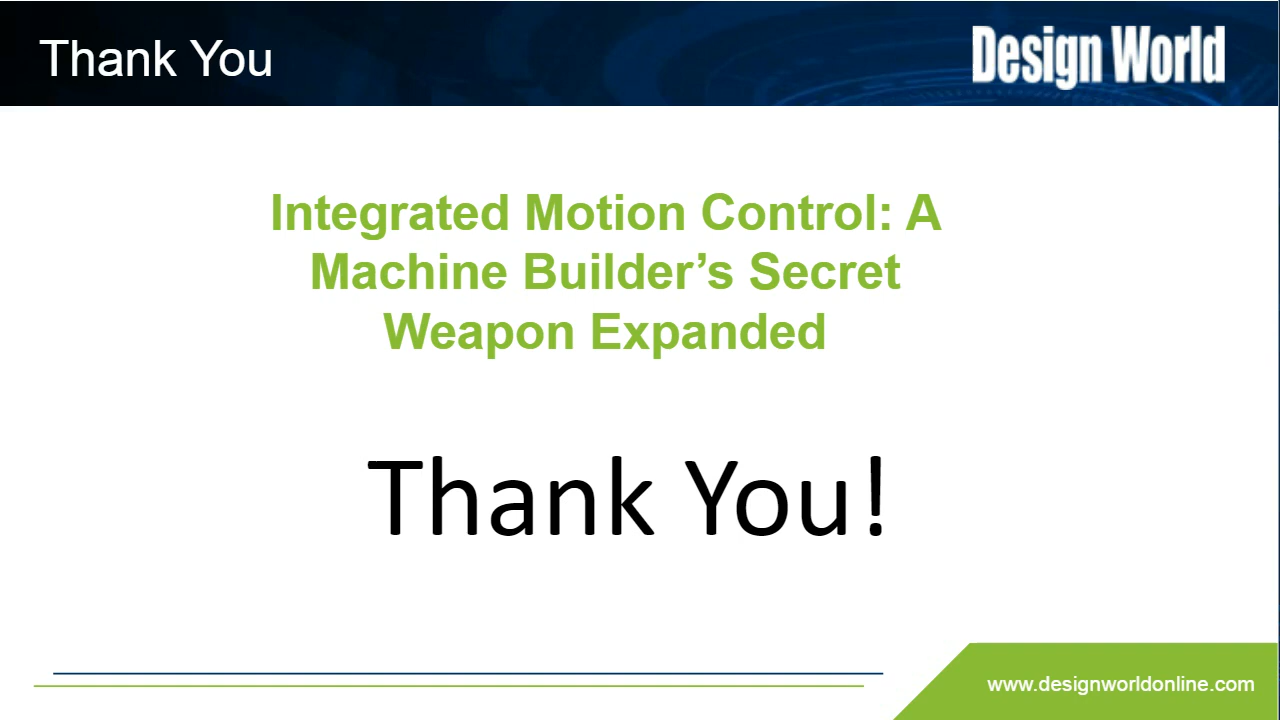 Thank You
Design World
Integrated Motion Control: A
Machine Builder’s Secret
Weapon Expanded
Thank You!
www.designworldonline.com